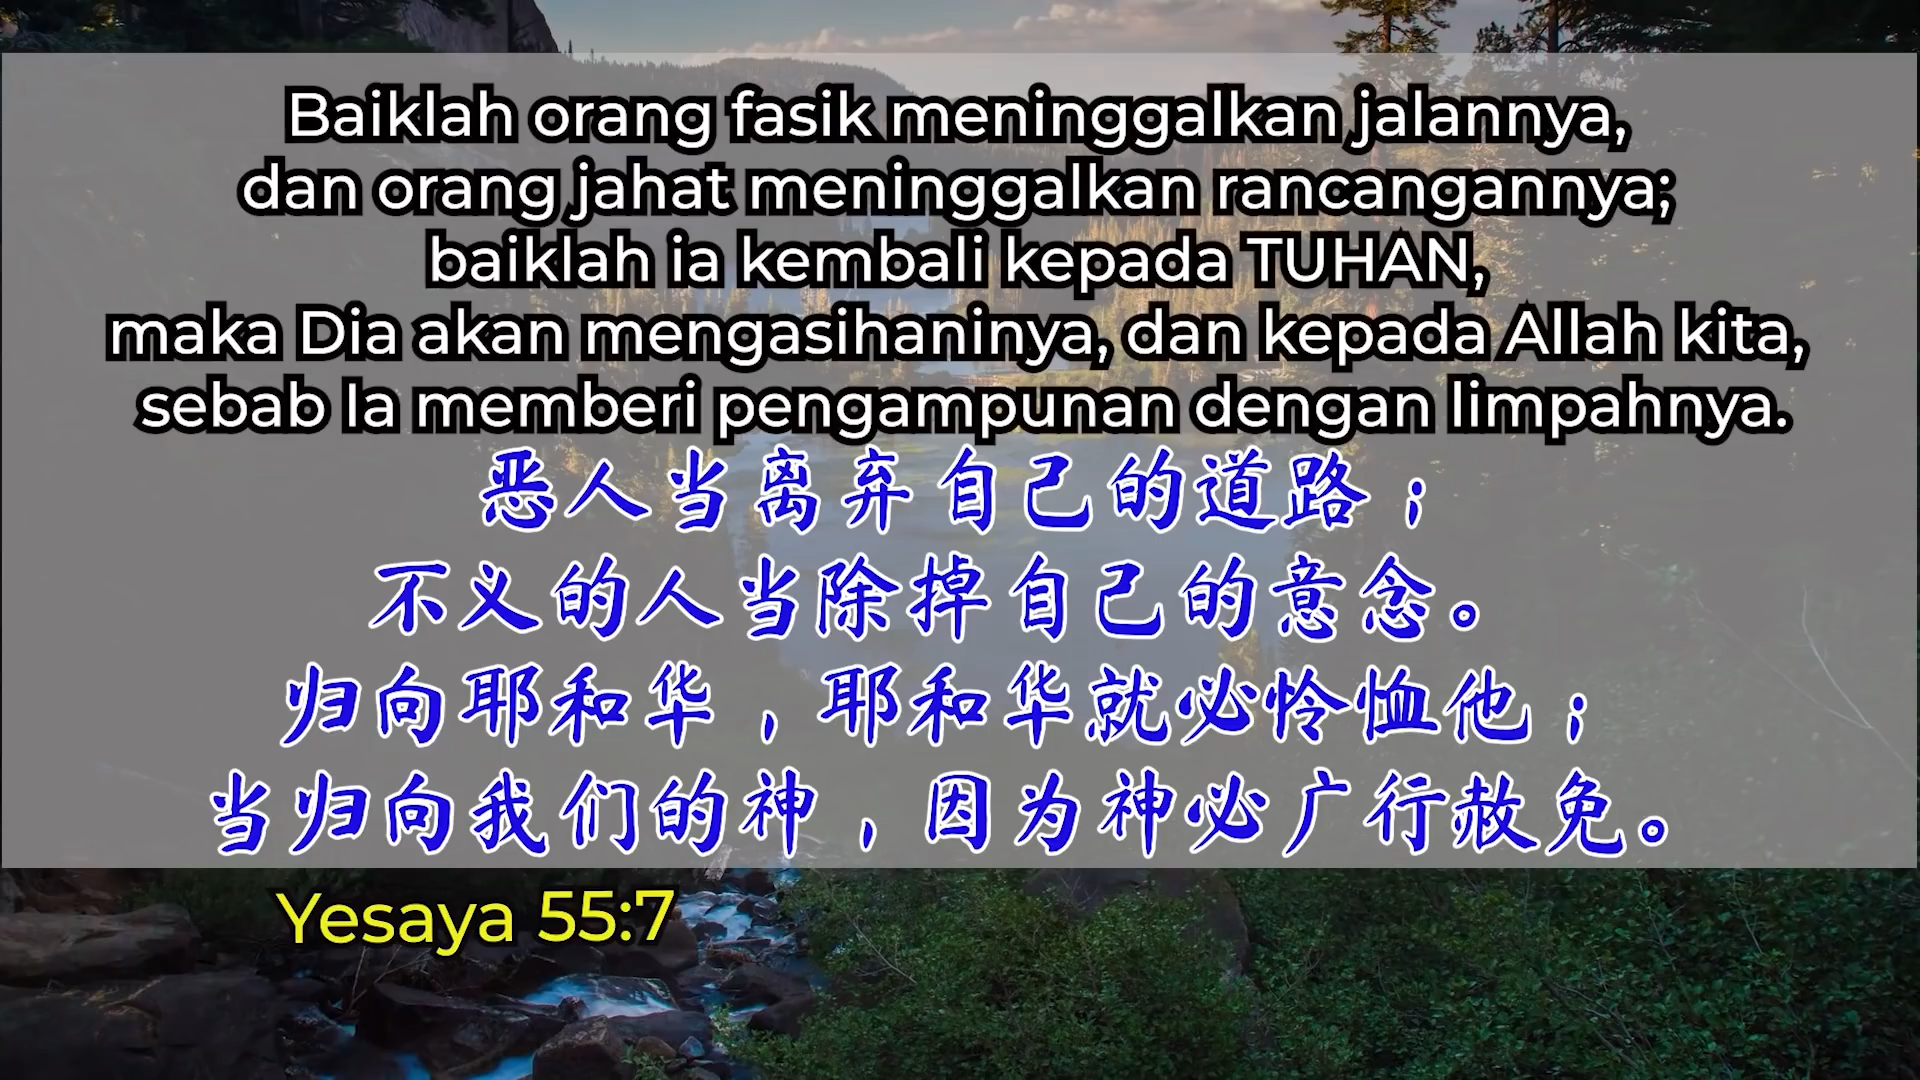 Baiklah orang fasik meninggalkan jalannya,
dan orang jahat meninggalkan rancangannya;
baiklah ia kembali kepada TUHAN,
maka Dia akan mengasihaninya, dan kepada Allah kita,
sebab Ia memberi pengampunan dengan limpahnya.
恶人当离弃自己的道路；
不义的人当除掉自己的意念。
归向耶和华，耶和华就必怜恤他；
当归向我们的神，因为神必广行赦免。
Yesaya 55:7